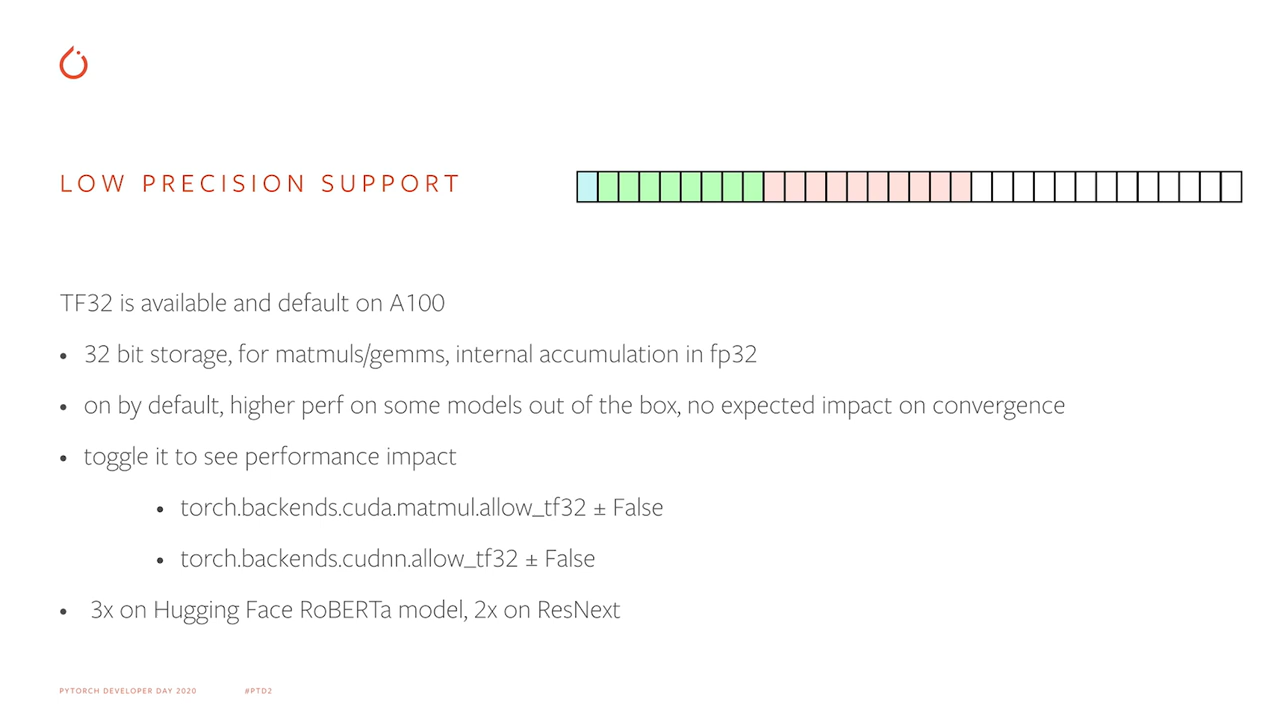 LOW PRECISION SUPPORT
TF32 is available and default on A100
• 32 bit storage, for matmuls/gemms, internal accumulation in fp32
• on by default, higher perf on some models out of the box, no expected impact on convergence
• toggle it to see performance impact
• torch.backends.cuda.matmul.allow_tf32 ± False
• torch.backends.cudnn.allow_tf32 ± False
• 3x on Hugging Face RoBERTa model, 2x on ResNext
PYTORCH DEVELOPER DAY 2020 #PTD2